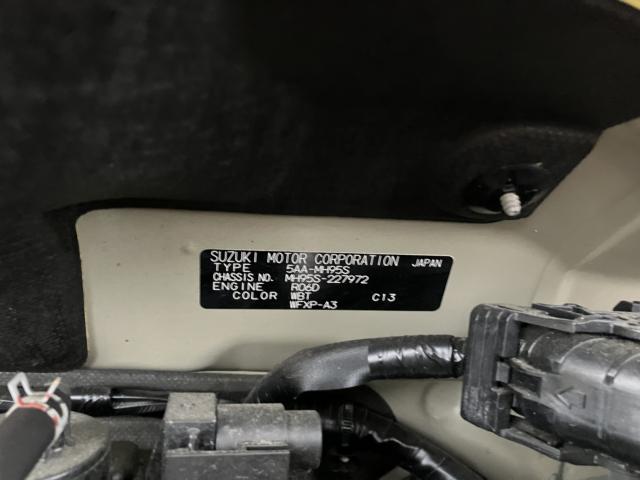 SUZUKI MOTOR CORPORATION JAPAN
TYPE 5AA-MH95S
CHASSIS NO. MH95S-227972
ENGINE R06D
COLOR WBT C13
WFXP-A3